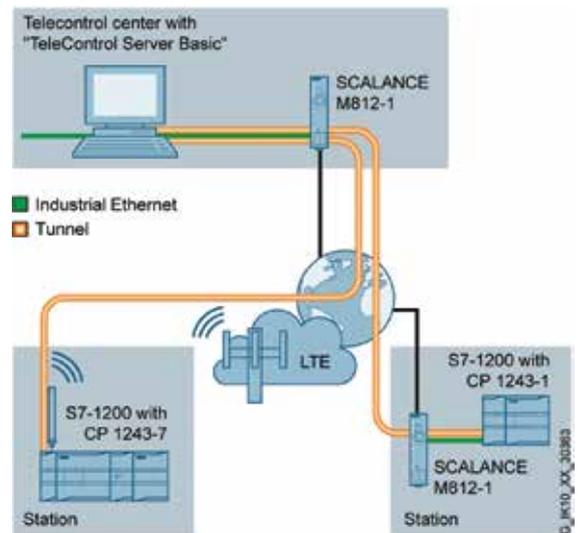 Telecontrol center with
"TeleControl Server Basic"
SCALANCE
M812-1
Industrial Ethernet
Tunnel
LTE
S7-1200 with
CP 1243-7
Station
S7-1200 with
CP 1243-1
SCALANCE
M812-1
Station
G_IK10_XX_30363